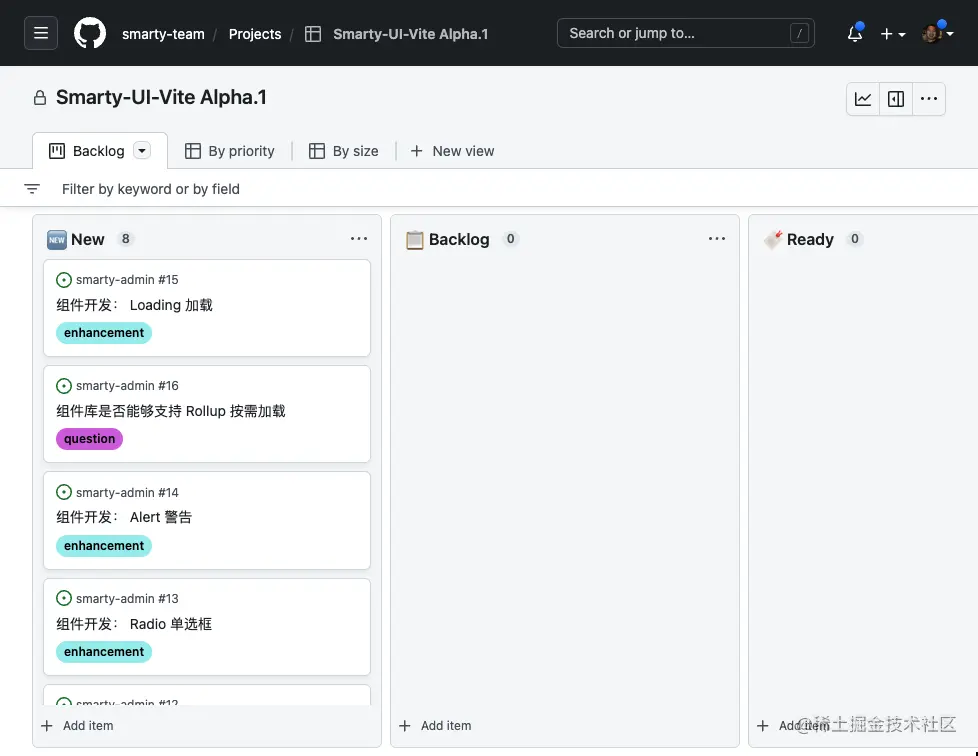 smarty-team / Projects / Smarty-UI-Vite Alpha.1 Search or jump to... /
Smarty-UI-Vite Alpha.1
Backlog By priority By size New view
Filter by keyword or by field
NEW New 8
smarty-admin #15
组件开发： Loading 加载
enhancement
smarty-admin #16
组件库是否能够支持 Rollup 按需加载
question
smarty-admin #14
组件开发： Alert 警告
enhancement
smarty-admin #13
组件开发： Radio 单选框
enhancement
smarty-admin #12
Add item
Backlog 0
Add item
Ready 0
Add item
@稀土掘金技术社区